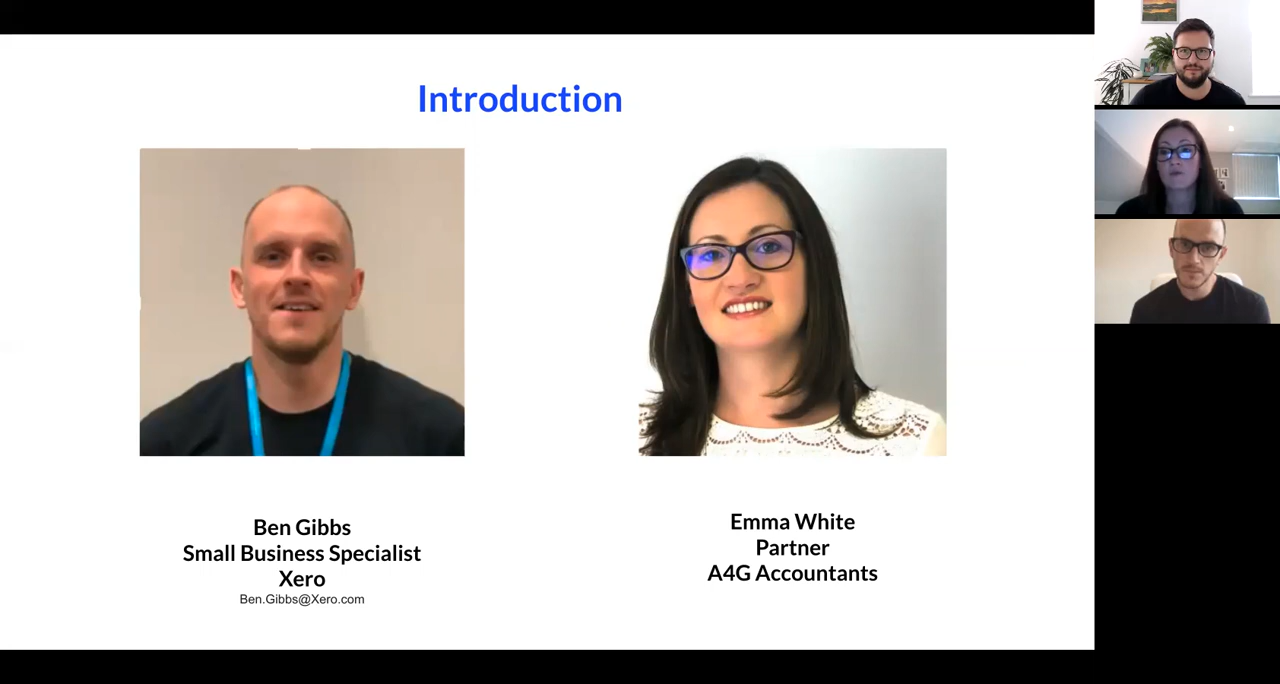 Introduction
Ben Gibbs
Small Business Specialist
Xero
Ben.Gibbs@Xero.com
Emma White
Partner
A4G Accountants